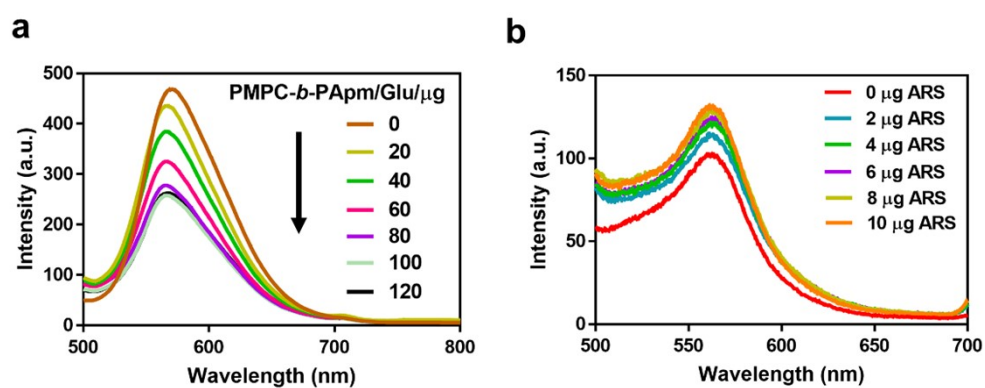 a
PMPC-b-PApm/Glu/μg
0
20
40
60
80
100
120
500
400
300
200
100
0
Intensity (a.u.)
500
600
700
800
Wavelength (nm)
b
0 μg ARS
2 μg ARS
4 μg ARS
6 μg ARS
8 μg ARS
10 μg ARS
150
100
50
0
Intensity (a.u.)
500
550
600
650
700
Wavelength (nm)